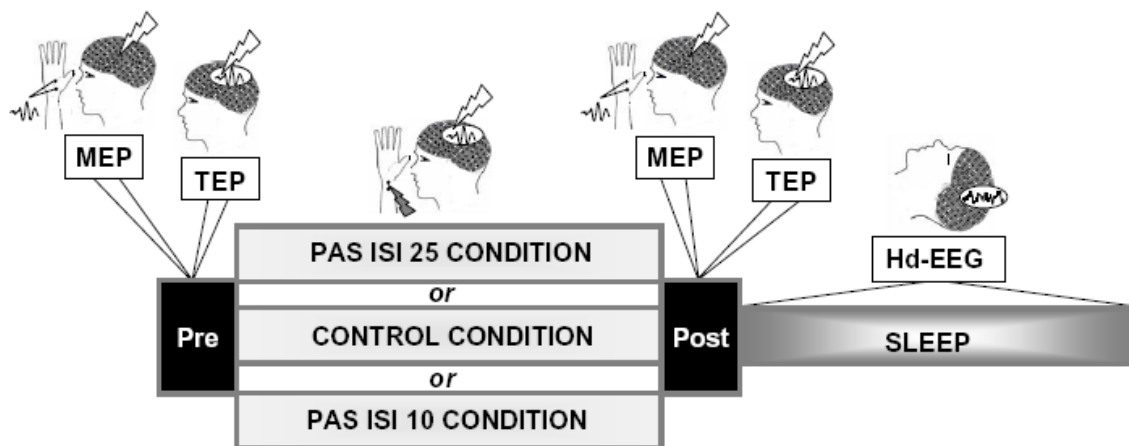 MEP
TEP
MEP
TEP
Hd-EEG
Pre
PAS ISI 25 CONDITION
or
CONTROL CONDITION
or
PAS ISI 10 CONDITION
Post
SLEEP